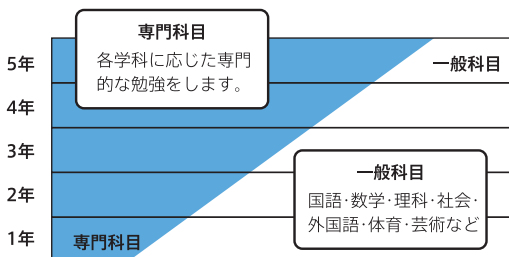 専門科目
各学科に応じた専門
的な勉強をします。
5年
一般科目
4年
3年
一般科目
国語･数学･理科･社会･
外国語･体育･芸術など
2年
1年
専門科目